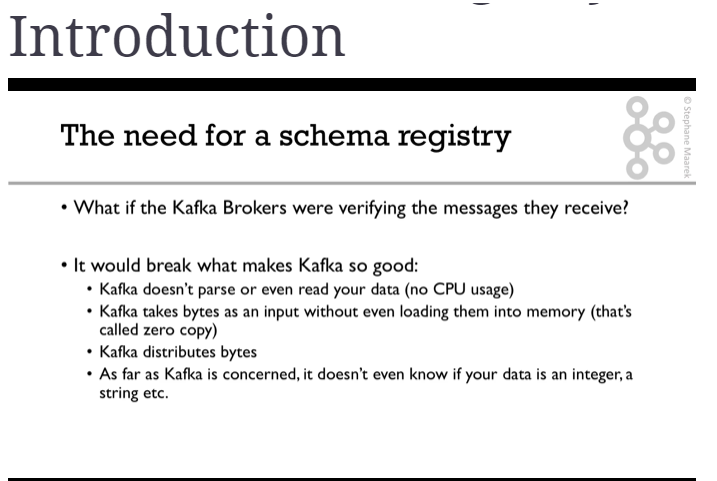 Introduction
© Stephane Maarek
The need for a schema registry
• What if the Kafka Brokers were verifying the messages they receive?
• It would break what makes Kafka so good:
• Kafka doesn't parse or even read your data (no CPU usage)
• Kafka takes bytes as an input without even loading them into memory (that's
called zero copy)
• Kafka distributes bytes
• As far as Kafka is concerned, it doesn't even know if your data is an integer, a
string etc.